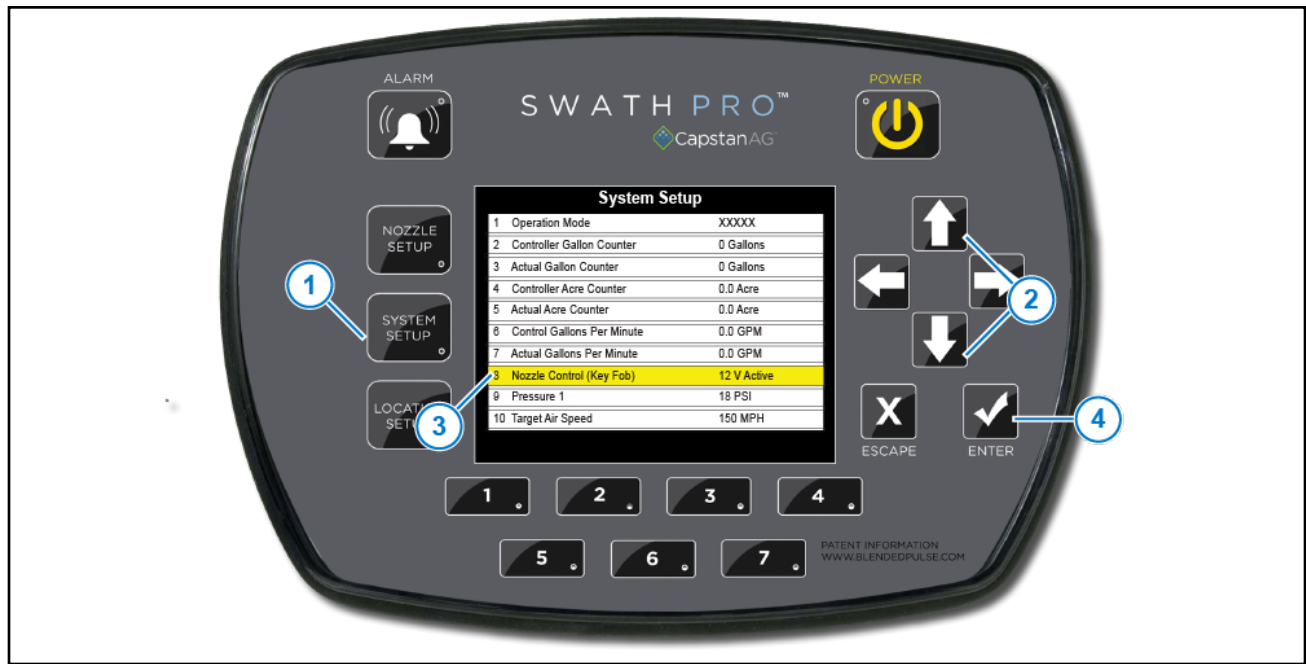 ALARM
POWER
SWATH PRO™
CapstanAG
NOZZLE
SETUP
SYSTEM
SETUP
1
System Setup
1 Operation Mode XXXXX
2 Controller Gallon Counter 0 Gallons
3 Actual Gallon Counter 0 Gallons
4 Controller Acre Counter 0.0 Acre
5 Actual Acre Counter 0.0 Acre
6 Control Gallons Per Minute 0.0 GPM
7 Actual Gallons Per Minute 0.0 GPM
8 Nozzle Control (Key Fob) 12 V Active
9 Pressure 1 18 PSI
10 Target Air Speed 150 MPH
2
3
X
ESCAPE
ENTER
4
1 2 3 4
5 6 7
PATENT INFORMATION
WWW.BLENDEDPULSE.COM